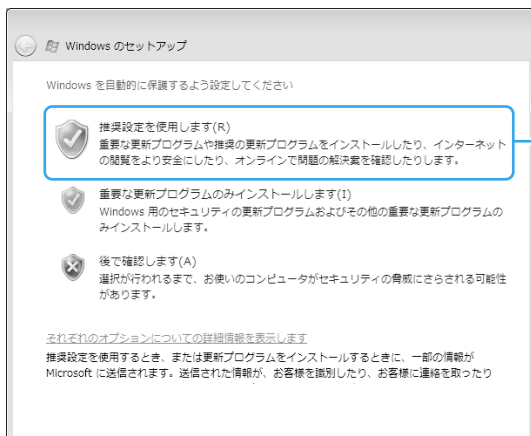 Windows のセットアップ
Windows を自動的に保護するよう設定してください
推奨設定を使用します(R)
重要な更新プログラムや推奨の更新プログラムをインストールしたり、インターネット
の閲覧をより安全にしたり、オンラインで問題の解決案を確認したりします。
重要な更新プログラムのみインストールします(I)
Windows 用のセキュリティの更新プログラムおよびその他の重要な更新プログラムの
みインストールします。
後で確認します(A)
選択が行われるまで、お使いのコンピュータがセキュリティの脅威にさらされる可能性
があります。
それぞれのオプションについての詳細情報を表示します
推奨設定を使用するとき、または更新プログラムをインストールするときに、一部の情報が
Microsoft に送信されます。送信された情報が、お客様を識別したり、お客様に連絡を取ったり